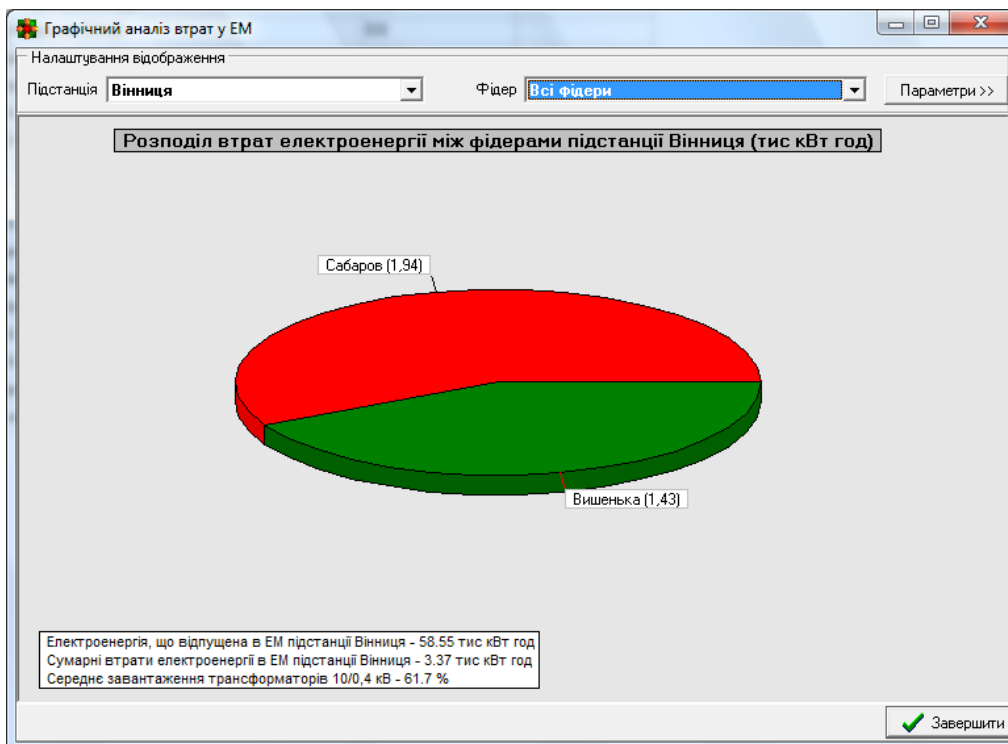 Графічний аналіз втрат у ЕМ
Налаштування відображення
Підстанція Вінниця Фідер Всі фідери Параметри >>
Розподіл втрат електроенергії між фідерами підстанції Вінниця (тис кВт год)
Сабаров (1,94)
Вишенька (1,43)
Електроенергія, що відпущена в ЕМ підстанції Вінниця - 58.55 тис кВт год
Сумарні втрати електроенергії в ЕМ підстанції Вінниця - 3.37 тис кВт год
Середнє завантаження трансформаторів 10/0,4 кВ - 61.7 %
Завершити